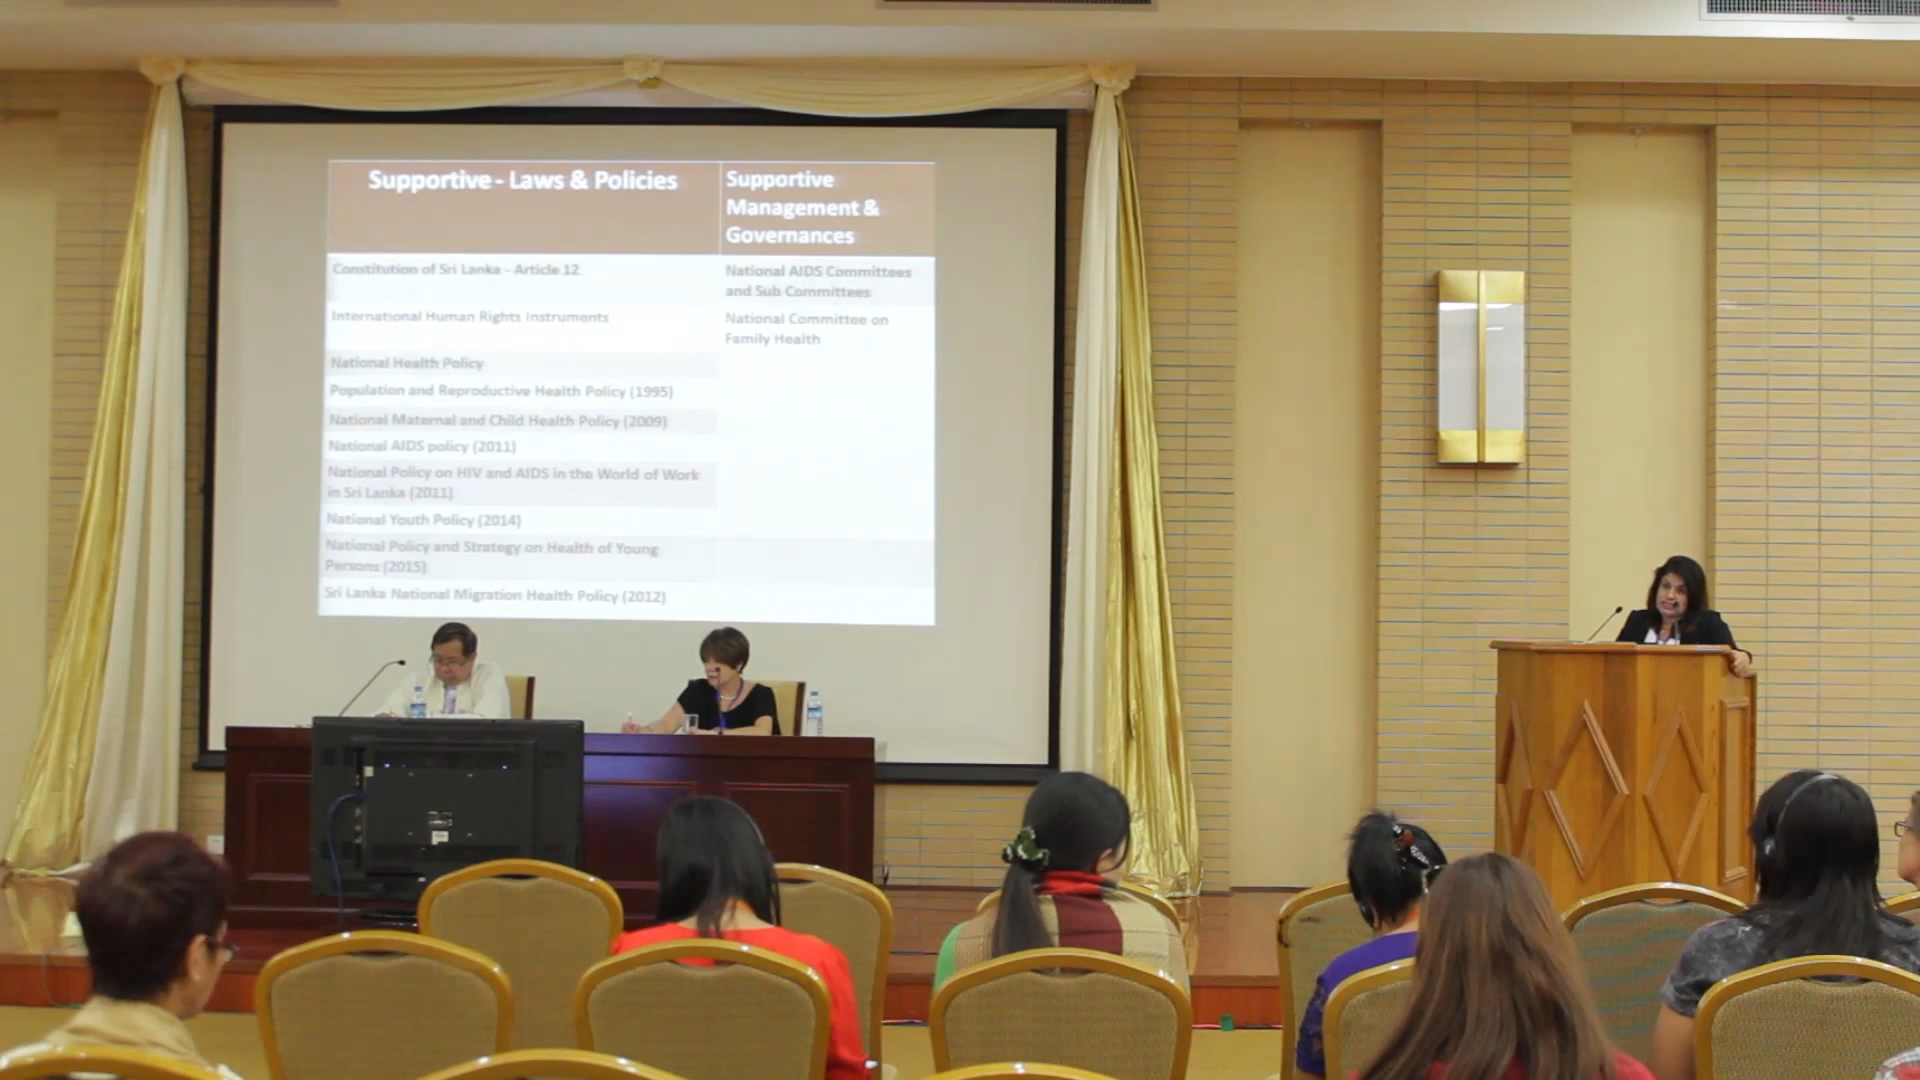 Supportive - Laws & Policies
Supportive
Management &
Governances
Constitution of Sri Lanka - Article 12
National AIDS Committees
and Sub Committees
International Human Rights Instruments
National Committee on
Family Health
National Health Policy
Population and Reproductive Health Policy (1995)
National Maternal and Child Health Policy (2009)
National AIDS policy (2011)
National Policy on HIV and AIDS in the World of Work
in Sri Lanka (2011)
National Youth Policy (2014)
National Policy and Strategy on Health of Young
Persons (2015)
Sri Lanka National Migration Health Policy (2012)